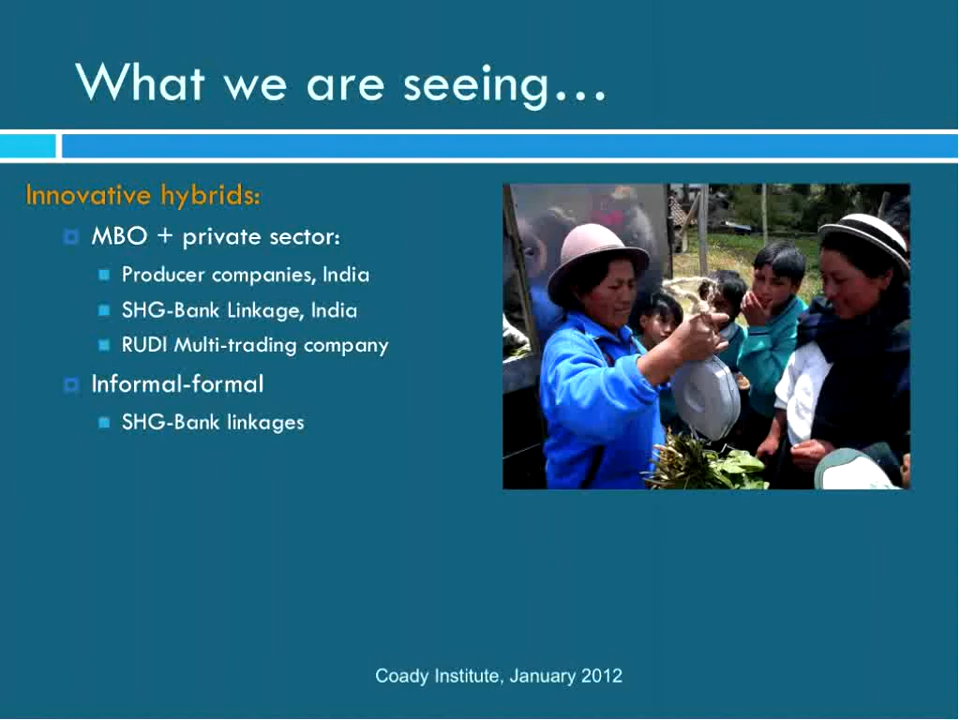 What we are seeing...
Innovative hybrids:
MBO + private sector:
Producer companies, India
SHG-Bank Linkage, India
RUDI Multi-trading company
Informal-formal
SHG-Bank linkages
Coady Institute, January 2012